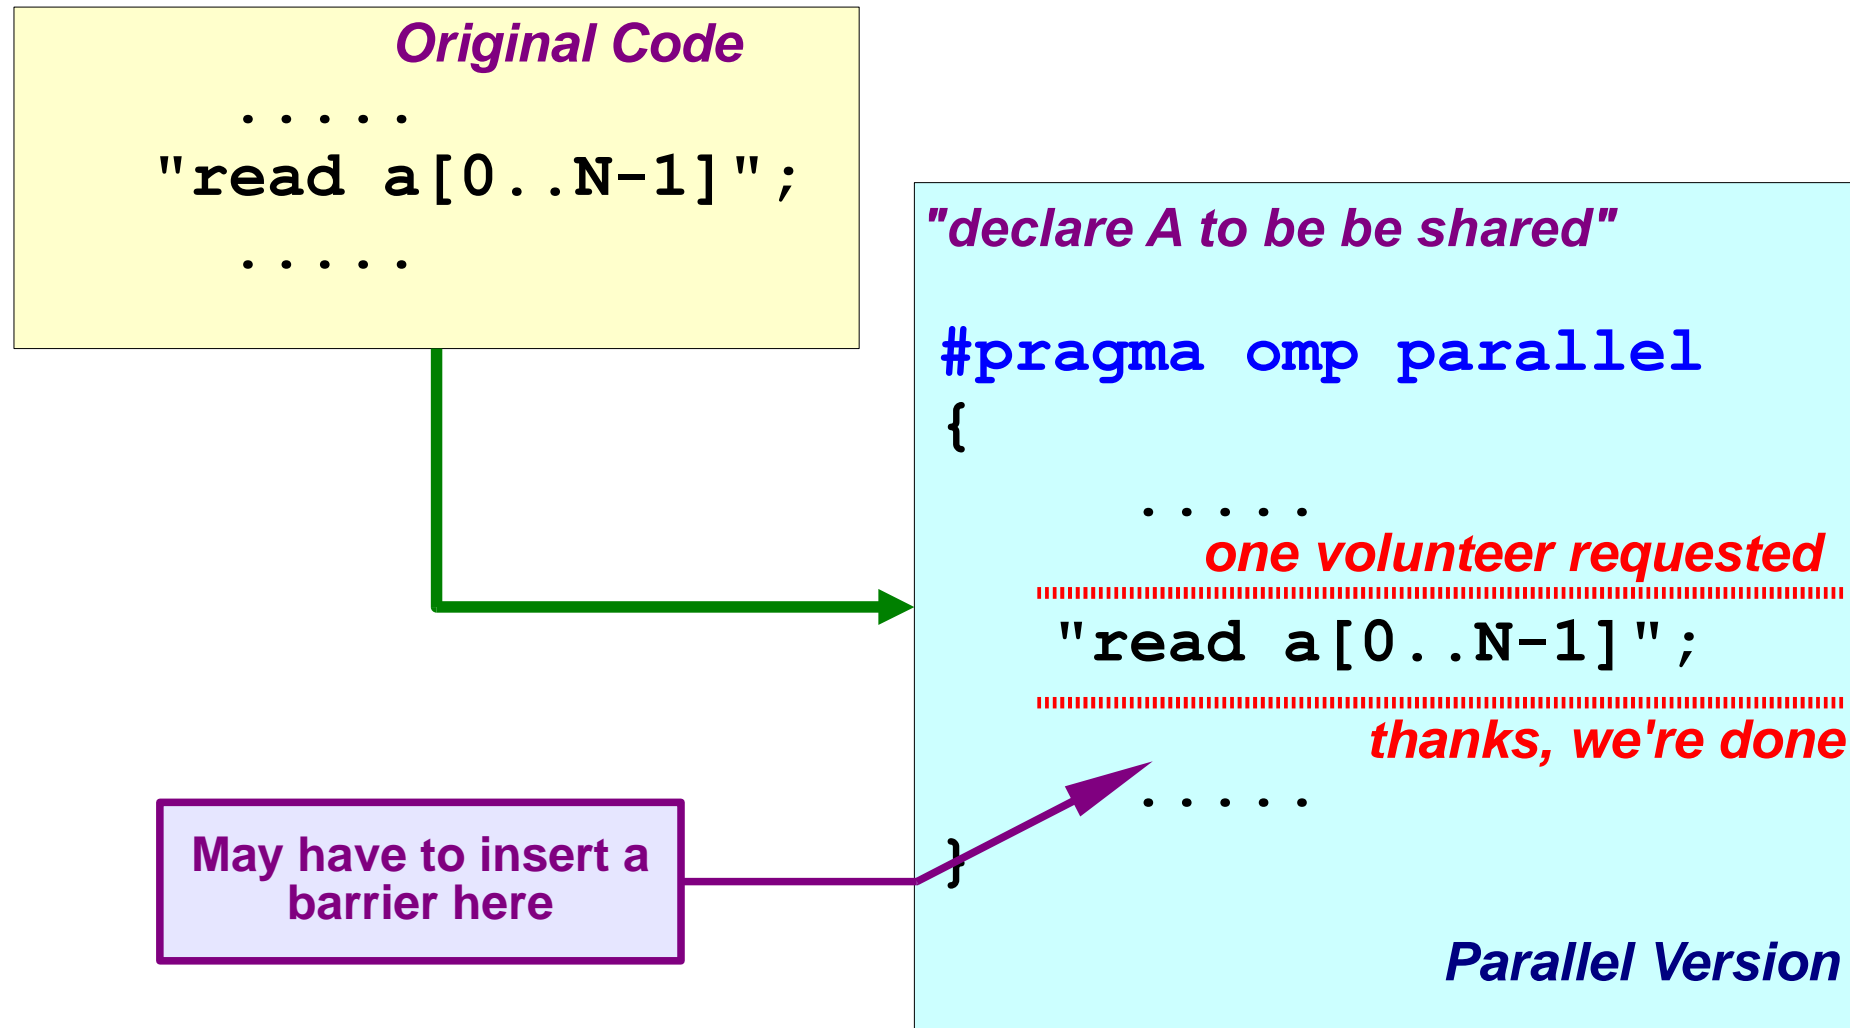 Original Code
.....
"read a[0..N-1]";
.....
"declare A to be be shared"
#pragma omp parallel
{
.....
one volunteer requested
"read a[0..N-1]";
thanks, we're done
.....
}
May have to insert a
barrier here
Parallel Version